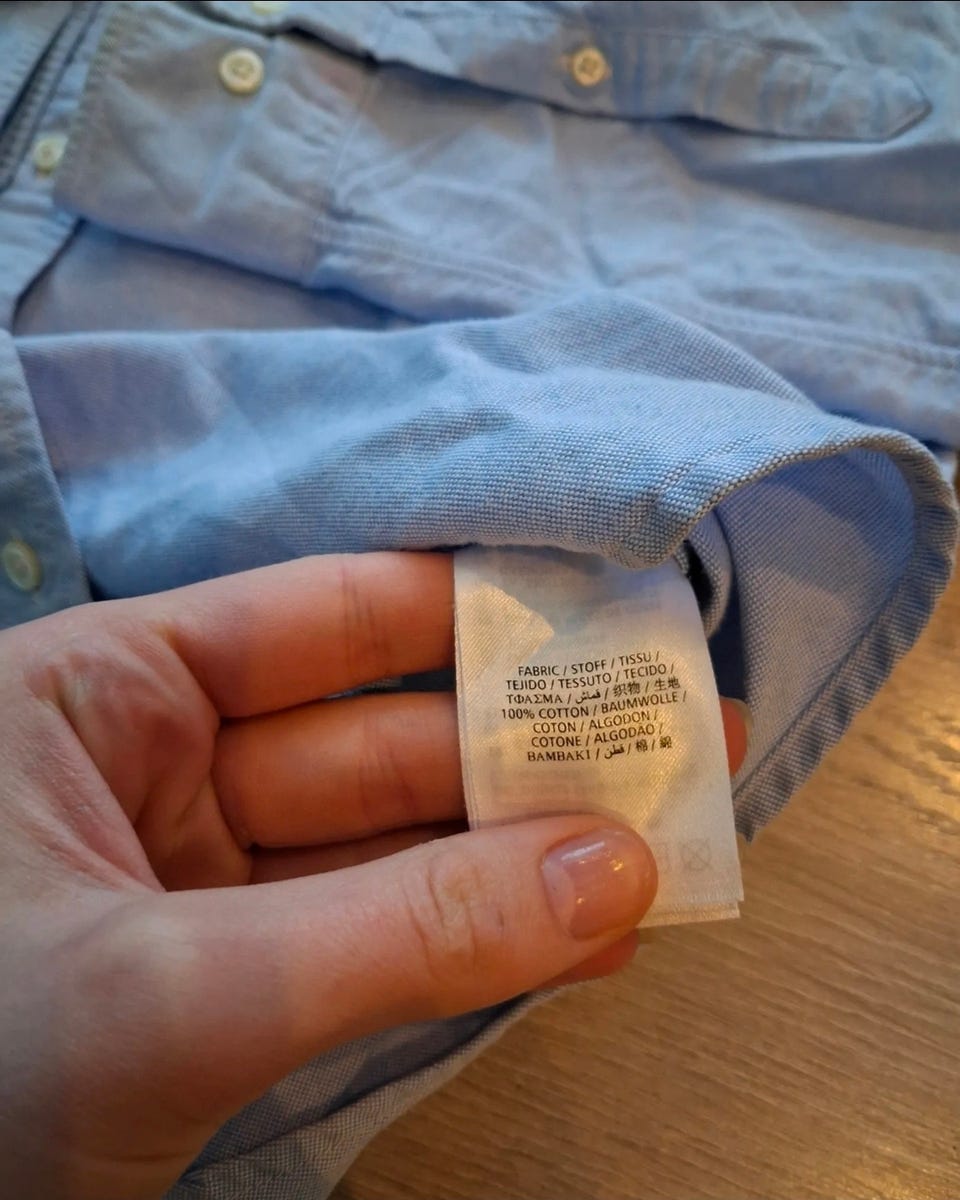 FABRIC / STOFF / TISSU /
TEJIDO / TESSUTO / TECIDO /
ΤΦΑΣΜΑ / قماش / 织物 / 生地
100% COTTON / BAUMWOLLE /
COTON / ALGODON /
COTONE / ALGODAO /
ΒΑΜΒΑΚΙ / قطن / 棉 / 綿